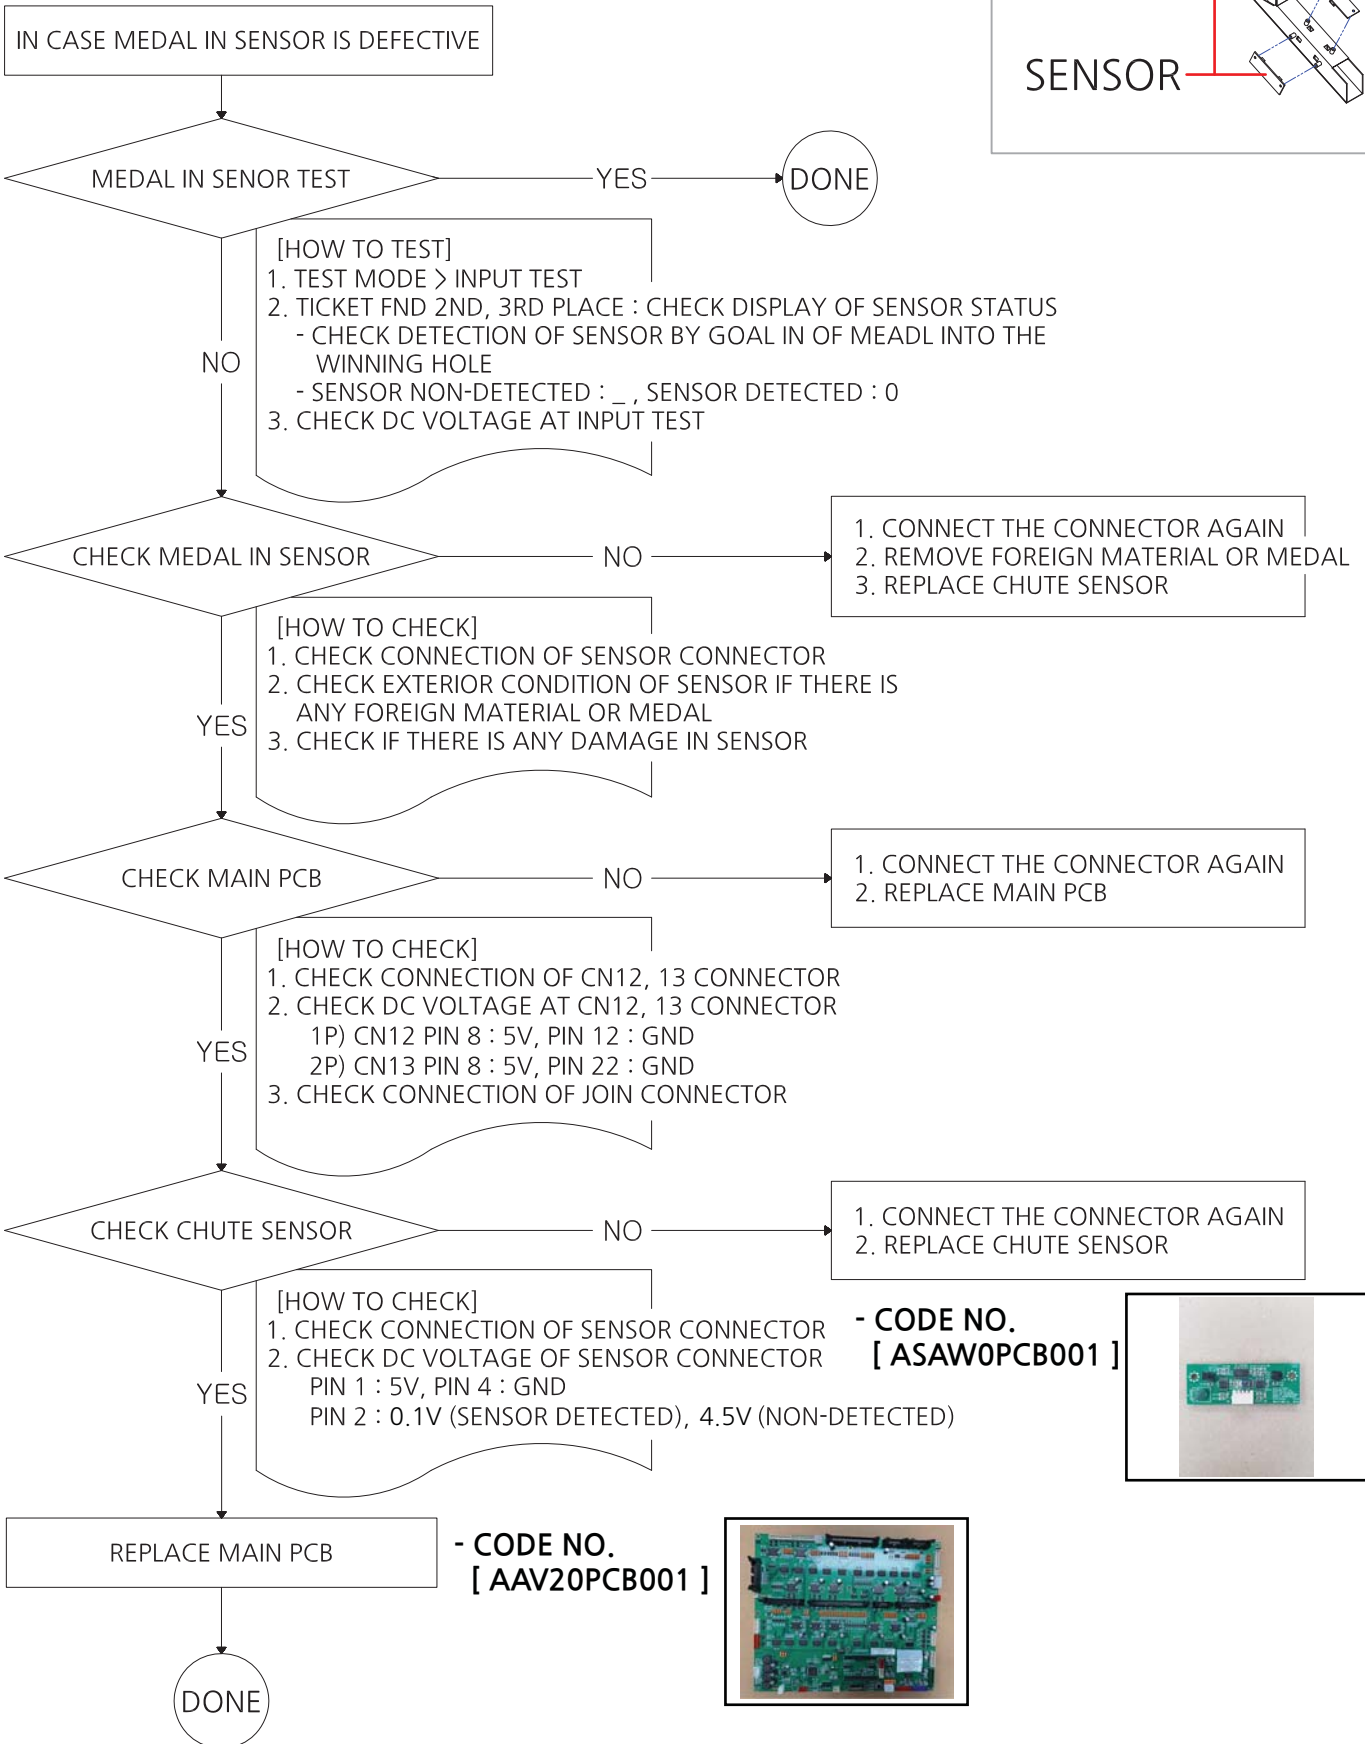 IN CASE MEDAL IN SENSOR IS DEFECTIVE
SENSOR
MEDAL IN SENOR TEST
YES
DONE
[HOW TO TEST]
1. TEST MODE > INPUT TEST
2. TICKET FND 2ND, 3RD PLACE : CHECK DISPLAY OF SENSOR STATUS
- CHECK DETECTION OF SENSOR BY GOAL IN OF MEADL INTO THE
WINNING HOLE
- SENSOR NON-DETECTED : _ , SENSOR DETECTED : 0
3. CHECK DC VOLTAGE AT INPUT TEST
NO
CHECK MEDAL IN SENSOR
NO
1. CONNECT THE CONNECTOR AGAIN
2. REMOVE FOREIGN MATERIAL OR MEDAL
3. REPLACE CHUTE SENSOR
[HOW TO CHECK]
1. CHECK CONNECTION OF SENSOR CONNECTOR
2. CHECK EXTERIOR CONDITION OF SENSOR IF THERE IS
ANY FOREIGN MATERIAL OR MEDAL
3. CHECK IF THERE IS ANY DAMAGE IN SENSOR
YES
CHECK MAIN PCB
NO
1. CONNECT THE CONNECTOR AGAIN
2. REPLACE MAIN PCB
[HOW TO CHECK]
1. CHECK CONNECTION OF CN12, 13 CONNECTOR
2. CHECK DC VOLTAGE AT CN12, 13 CONNECTOR
1P) CN12 PIN 8 : 5V, PIN 12 : GND
2P) CN13 PIN 8 : 5V, PIN 22 : GND
3. CHECK CONNECTION OF JOIN CONNECTOR
YES
CHECK CHUTE SENSOR
NO
1. CONNECT THE CONNECTOR AGAIN
2. REPLACE CHUTE SENSOR
[HOW TO CHECK]
1. CHECK CONNECTION OF SENSOR CONNECTOR
2. CHECK DC VOLTAGE OF SENSOR CONNECTOR
PIN 1 : 5V, PIN 4 : GND
PIN 2 : 0.1V (SENSOR DETECTED), 4.5V (NON-DETECTED)
YES
- CODE NO.
[ ASAW0PCB001 ]
REPLACE MAIN PCB
- CODE NO.
[ AAV20PCB001 ]
DONE